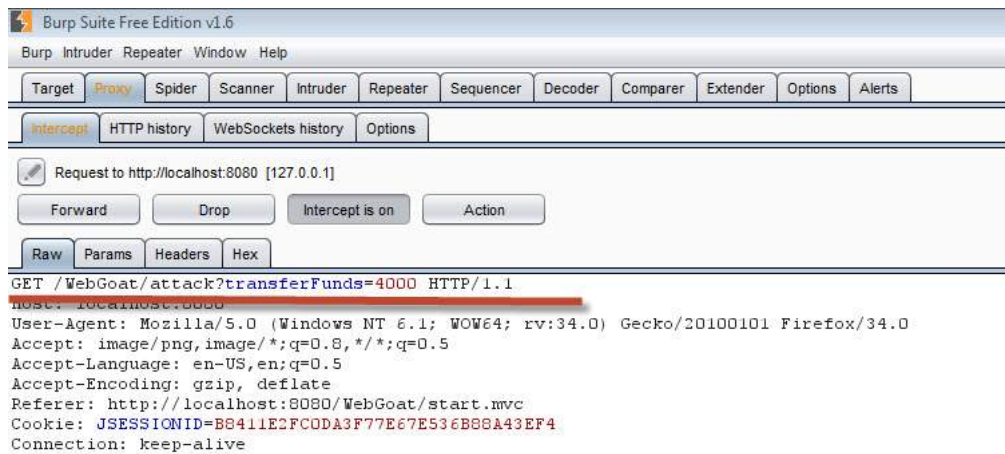 Burp Suite Free Edition v1.6
Burp Intruder Repeater Window Help
Target Proxy Spider Scanner Intruder Repeater Sequencer Decoder Comparer Extender Options Alerts
Intercept HTTP history WebSockets history Options
Request to http://localhost:8080 [127.0.0.1]
Forward Drop Intercept is on Action
Raw Params Headers Hex
GET /WebGoat/attack?transferFunds=4000 HTTP/1.1
Host: localhost:8080
User-Agent: Mozilla/5.0 (Windows NT 6.1; WOW64; rv:34.0) Gecko/20100101 Firefox/34.0
Accept: image/png,image/*;q=0.8,*/*;q=0.5
Accept-Language: en-US,en;q=0.5
Accept-Encoding: gzip, deflate
Referer: http://localhost:8080/WebGoat/start.mvc
Cookie: JSESSIONID=B8411E2FC0DA3F77E67E536B88A43EF4
Connection: keep-alive